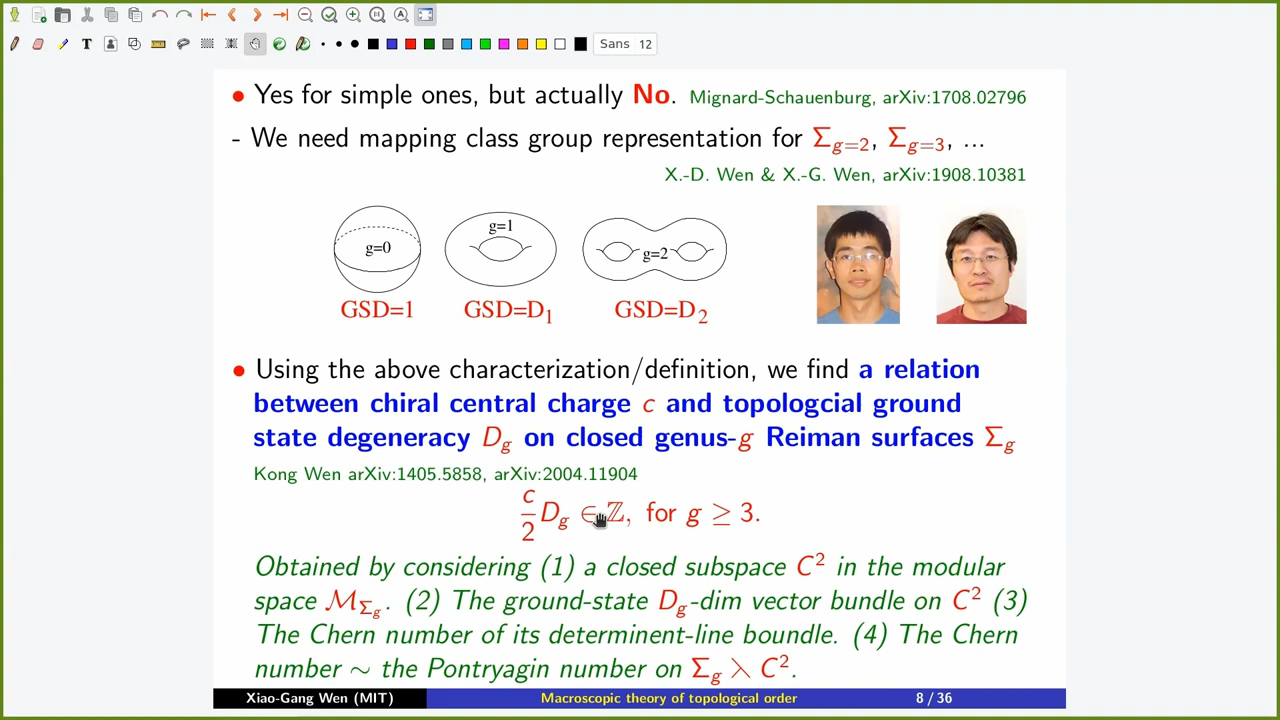 Sans 12
• Yes for simple ones, but actually No. Mignard-Schauenburg, arXiv:1708.02796
- We need mapping class group representation for Σg=2, Σg=3, ...
X.-D. Wen & X.-G. Wen, arXiv:1908.10381
g=0 g=1 g=2
GSD=1 GSD=D1 GSD=D2
• Using the above characterization/definition, we find a relation
between chiral central charge c and topologcial ground
state degeneracy Dg on closed genus-g Reiman surfaces Σg
Kong Wen arXiv:1405.5858, arXiv:2004.11904
c/2 Dg ∈ ℤ, for g ≥ 3.
Obtained by considering (1) a closed subspace C² in the modular
space MΣg. (2) The ground-state Dg-dim vector bundle on C² (3)
The Chern number of its determinent-line boundle. (4) The Chern
number ∼ the Pontryagin number on Σg ⋋ C².
Xiao-Gang Wen (MIT) Macroscopic theory of topological order 8 / 36